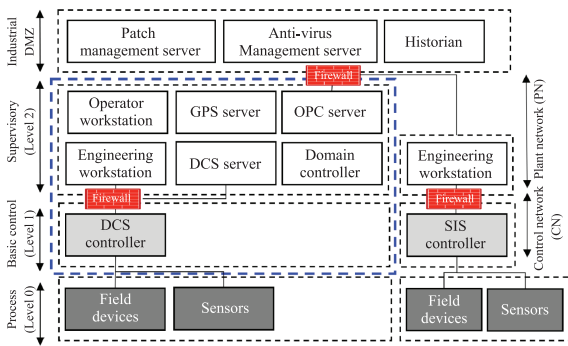 Industrial
DMZ
Patch
management server
Anti-virus
Management server
Historian
Firewall
Supervisory
(Level 2)
Operator
workstation
GPS server
OPC server
Engineering
workstation
DCS server
Domain
controller
Engineering
workstation
Plant network (PN)
Firewall
Firewall
Basic control
(Level 1)
DCS
controller
SIS
controller
Control network
(CN)
Process
(Level 0)
Field
devices
Sensors
Field
devices
Sensors